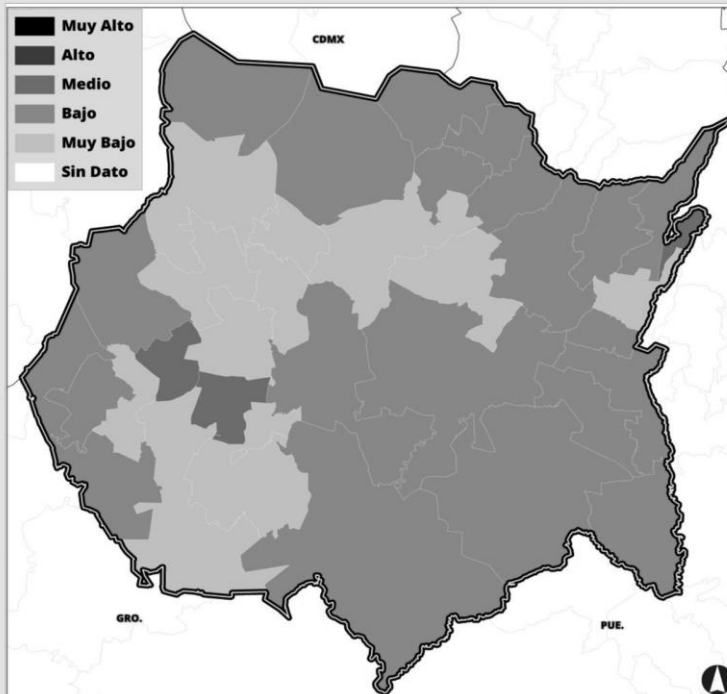 Muy Alto
Alto
Medio
Bajo
Muy Bajo
Sin Dato
CDMX
GRO.
PUE.